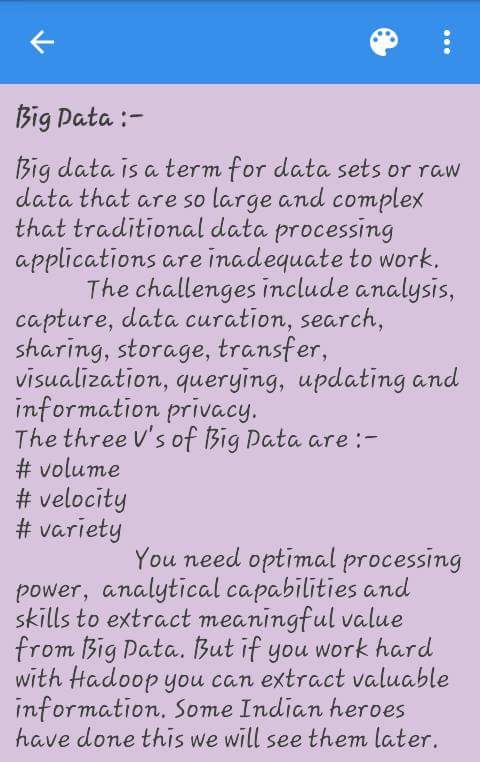 Big Data :-
Big data is a term for data sets or raw
data that are so large and complex
that traditional data processing
applications are inadequate to work.
The challenges include analysis,
capture, data curation, search,
sharing, storage, transfer,
visualization, querying,  updating and
information privacy.
The three V's of Big Data are :-
# volume
# velocity
# variety
You need optimal processing
power,  analytical capabilities and
skills to extract meaningful value
from Big Data. But if you work hard
with Hadoop you can extract valuable
information. Some Indian heroes
have done this we will see them later.